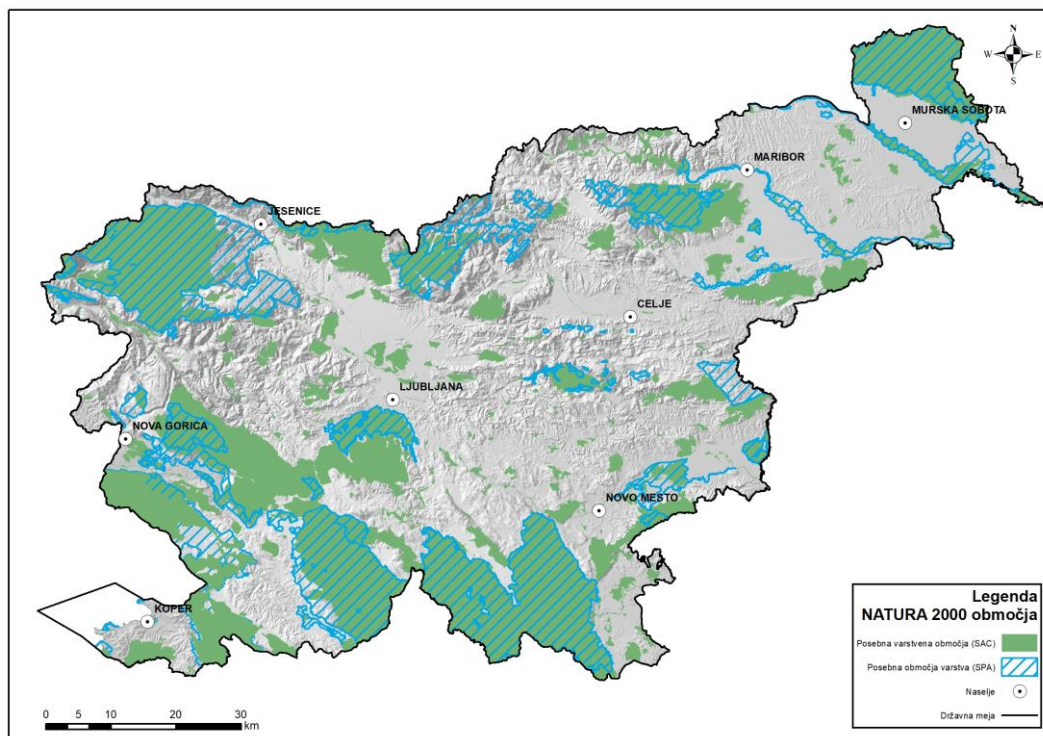 N
W E
S
MURSKA SOBOTA
MARIBOR
JESENICE
CELJE
LJUBLJANA
NOVA GORICA
NOVO MESTO
KOPER
Legenda
NATURA 2000 območja
Posebna varstvena območja (SAC)
Posebna območja varstva (SPA)
Naselje
Državna meja
0 5 10 20 30
km